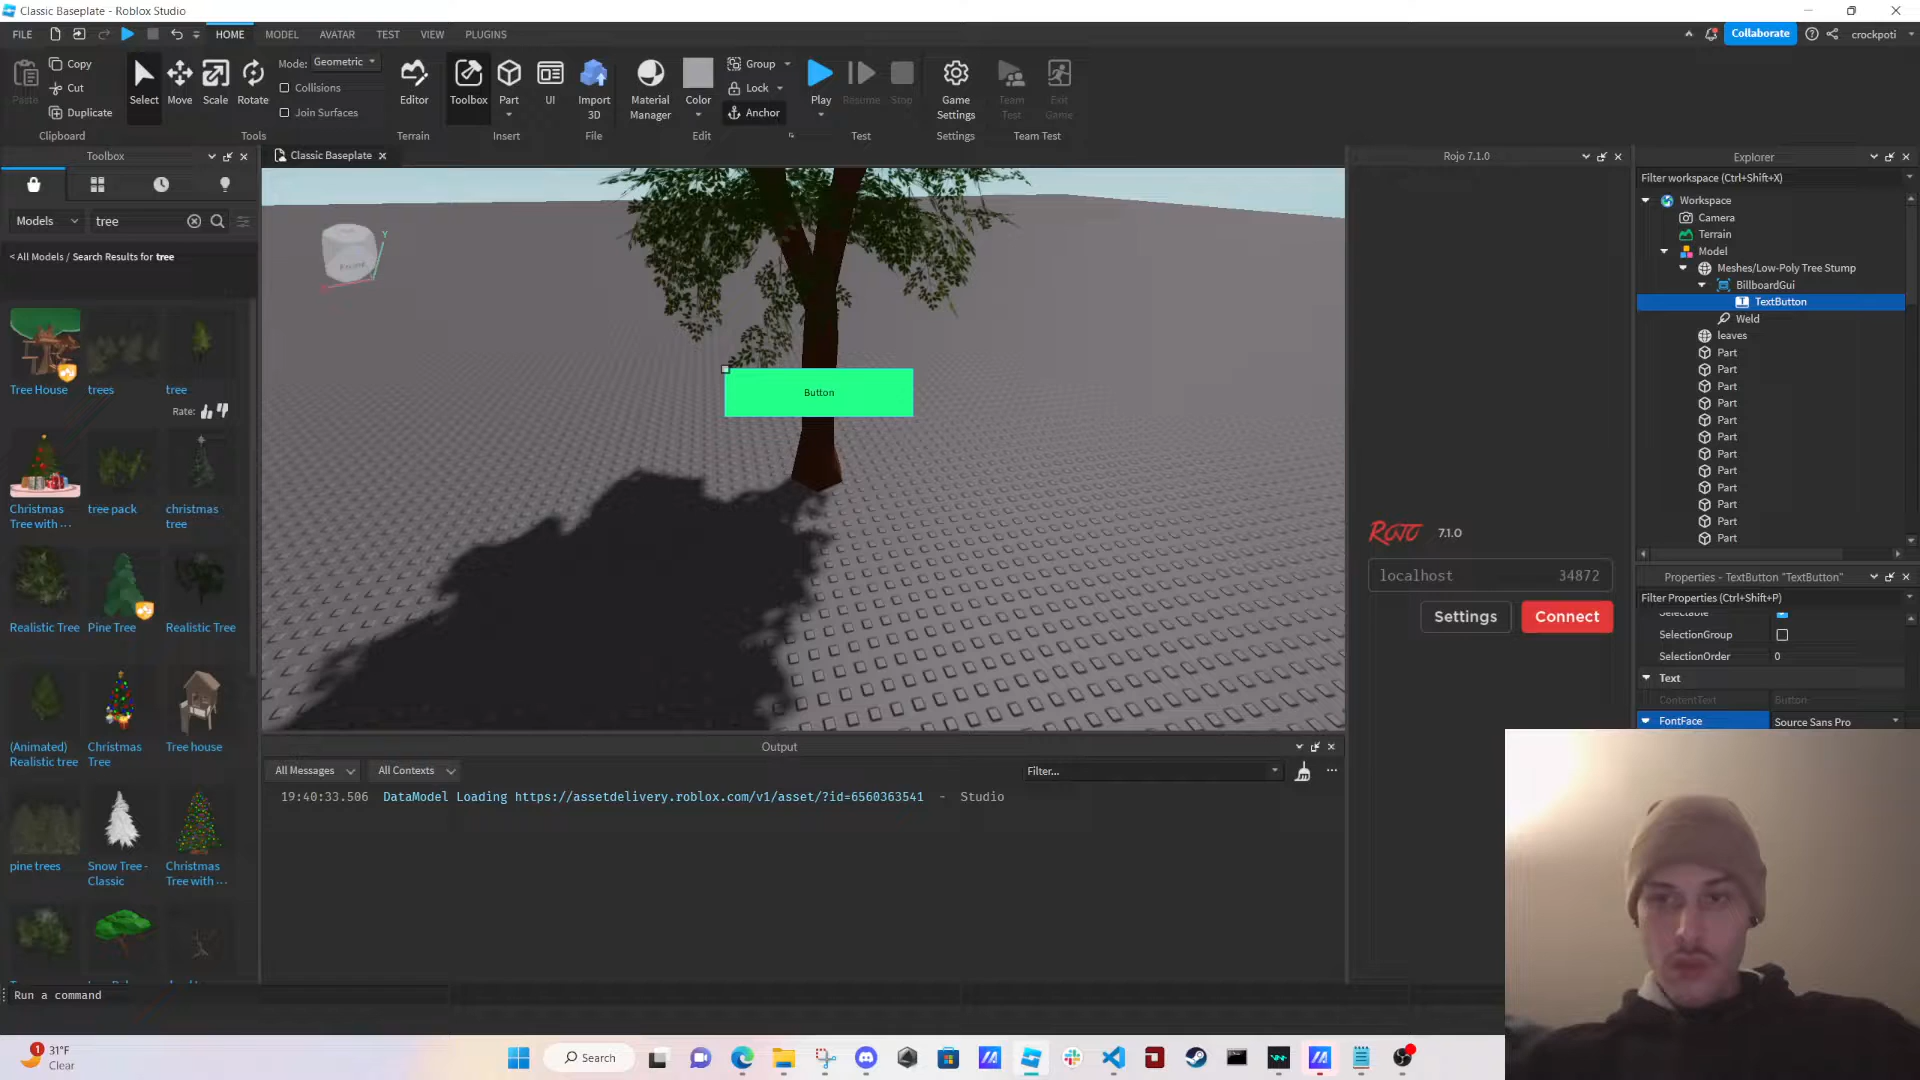 Classic Baseplate - Roblox Studio
FILE HOME MODEL AVATAR TEST VIEW PLUGINS Collaborate crockpoti
Paste Copy Cut Duplicate
Clipboard
Select Move Scale Rotate
Mode: Geometric
Collisions
Join Surfaces
Tools
Editor
Terrain
Toolbox Part UI
Insert
Import 3D
File
Material Manager Color
Group
Lock
Anchor
Edit
Play Resume Stop
Test
Game Settings
Settings
Team Test Exit Game
Team Test
Toolbox
Models tree
< All Models / Search Results for tree
Tree House trees tree
Rate:
Christmas Tree with ... tree pack christmas tree
Realistic Tree Pine Tree Realistic Tree
(Animated) Realistic tree Christmas Tree Tree house
pine trees Snow Tree - Classic Christmas Tree with ...
Classic Baseplate
Y
Button
Output
All Messages All Contexts Filter...
19:40:33.506 DataModel Loading https://assetdelivery.roblox.com/v1/asset/?id=6560363541 - Studio
Run a command
Rojo 7.1.0
ROJO 7.1.0
localhost 34872
Settings Connect
Explorer
Filter workspace (Ctrl+Shift+X)
Workspace
Camera
Terrain
Model
Meshes/Low-Poly Tree Stump
BillboardGui
TextButton
Weld
leaves
Part
Part
Part
Part
Part
Part
Part
Part
Part
Part
Part
Part
Properties - TextButton "TextButton"
Filter Properties (Ctrl+Shift+P)
Selectable
SelectionGroup
SelectionOrder 0
Text
ContentText Button
FontFace Source Sans Pro
1
31°F
Clear
Search